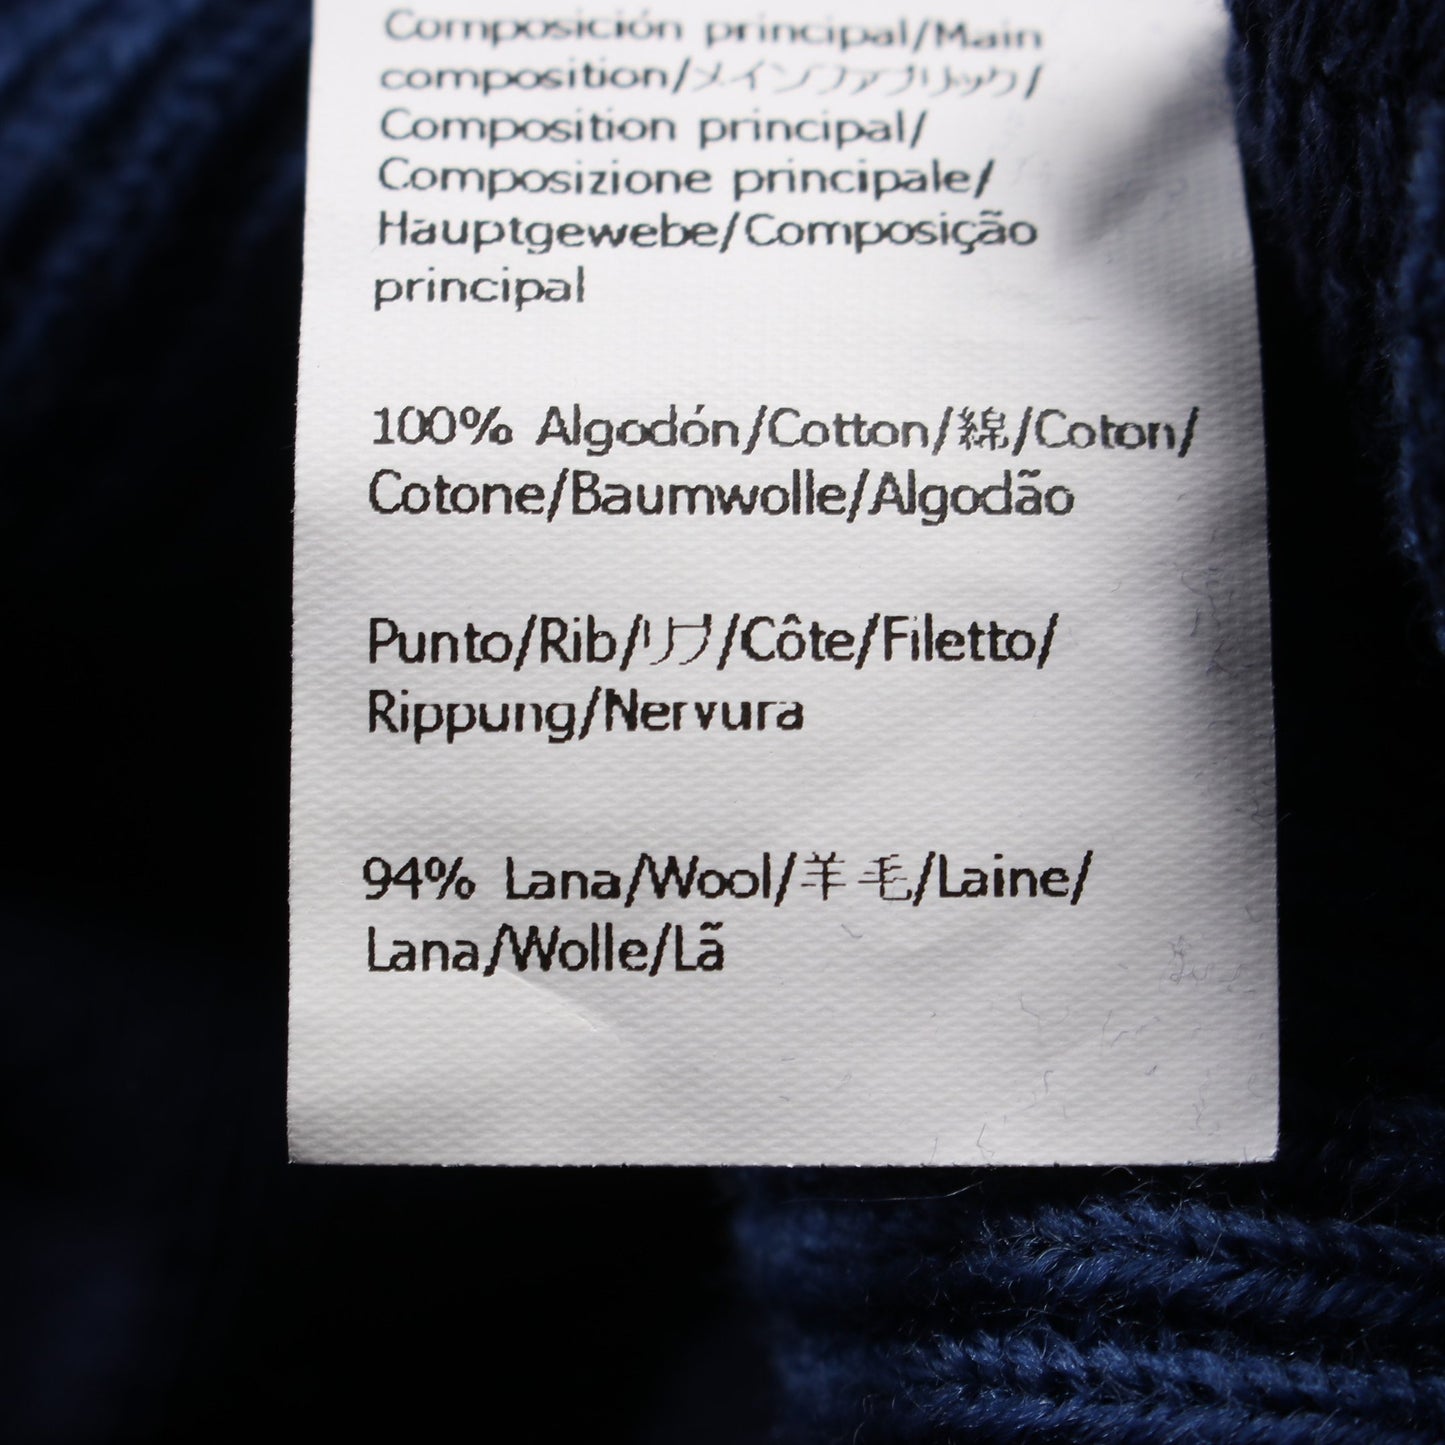 Composición principal/Main
composition/メインファブリック/
Composition principal/
Composizione principale/
Hauptgewebe/Composição
principal
100% Algodón/Cotton/綿/Coton/
Cotone/Baumwolle/Algodão
Punto/Rib/リブ/Côte/Filetto/
Rippung/Nervura
94% Lana/Wool/羊毛/Laine/
Lana/Wolle/Lã